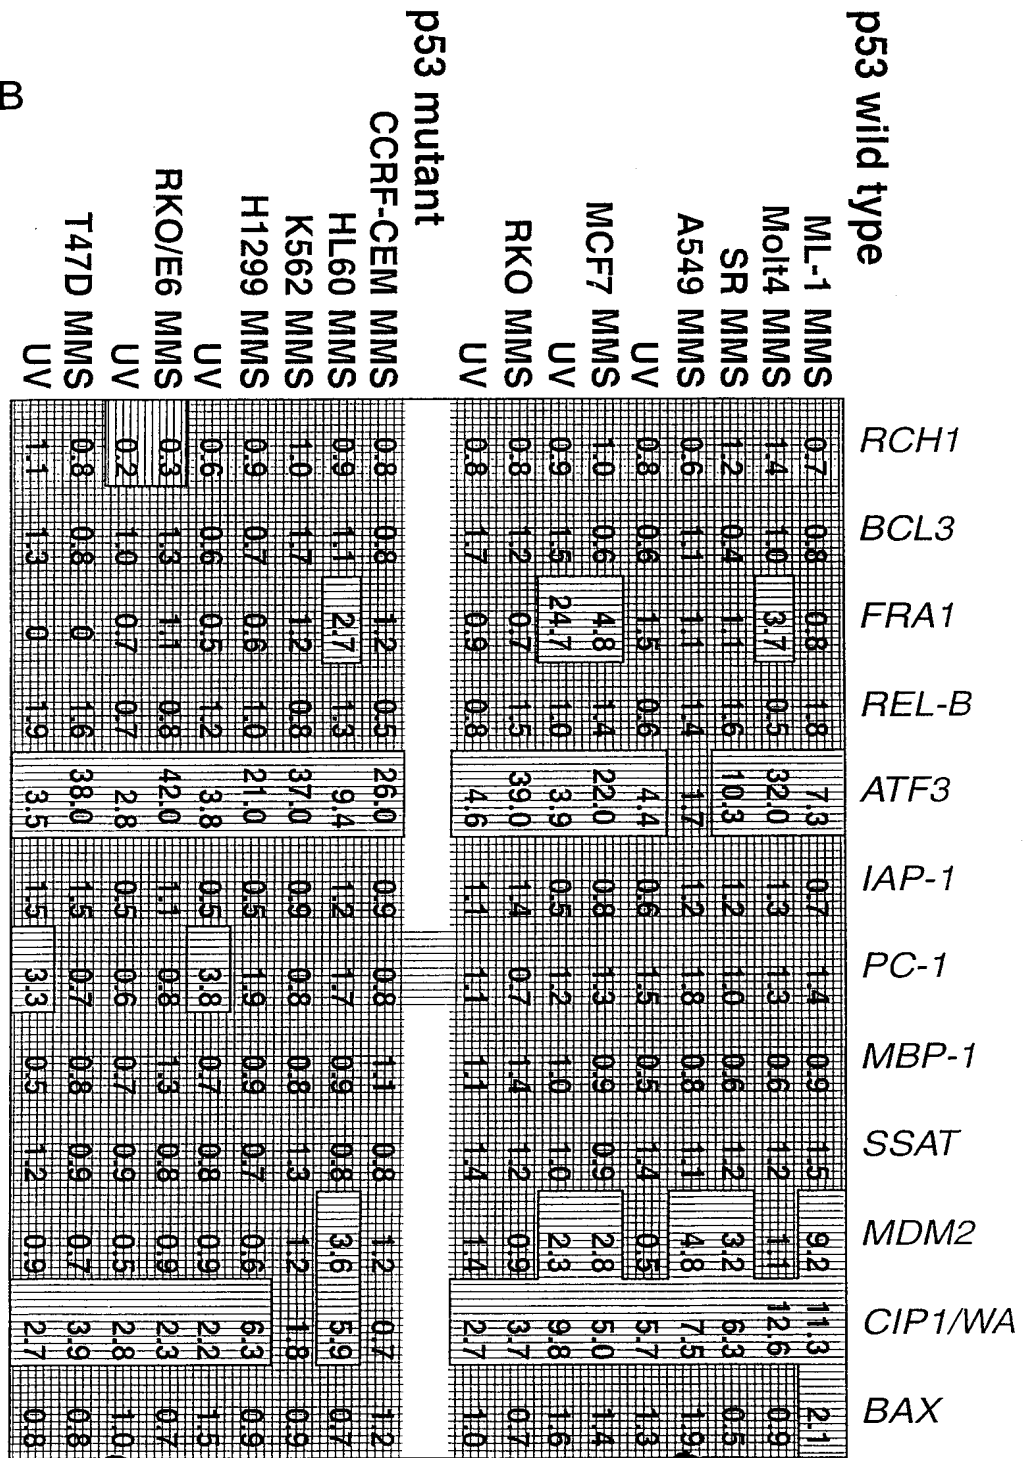 RCH1 BCL3 FRA1 REL-B ATF3 IAP-1 PC-1 MBP-1 SSAT MDM2 CIP1/WA BAX
p53 wild type
ML-1 MMS 0.7 0.8 0.8 1.8 7.3 0.7 1.4 0.9 1.5 9.2 11.3 2.1
Molt4 MMS 1.4 1.0 3.7 0.5 32.0 1.3 1.3 0.6 1.2 1.1 12.6 0.9
SR MMS 1.2 0.4 1.1 1.6 10.3 1.2 1.0 0.6 1.2 3.2 6.3 0.5
A549 MMS 0.6 1.1 1.1 1.4 1.7 1.2 1.8 0.8 1.1 4.8 7.5 1.9
UV 0.8 0.6 1.5 0.6 4.4 0.6 1.5 0.5 1.4 0.5 5.7 1.3
MCF7 MMS 1.0 0.6 4.8 1.4 22.0 0.8 1.3 0.9 0.9 2.8 5.0 1.4
UV 0.9 1.5 24.7 1.0 3.9 0.5 1.2 1.0 1.0 2.3 9.8 1.6
RKO MMS 0.8 1.2 0.7 1.5 39.0 1.4 0.7 1.4 1.2 0.9 3.7 0.7
UV 0.8 1.7 0.9 0.8 4.6 1.1 1.1 1.1 1.4 1.4 2.7 1.0
p53 mutant
CCRF-CEM MMS 0.8 0.8 1.2 0.5 26.0 0.9 0.8 1.1 0.8 1.2 0.7 1.2
HL60 MMS 0.9 1.1 2.7 1.3 9.4 1.2 1.7 0.9 0.8 3.6 5.9 0.7
K562 MMS 1.0 1.7 1.2 0.8 37.0 0.9 0.8 0.8 1.3 1.2 1.8 0.9
H1299 MMS 0.9 0.7 0.6 1.0 21.0 0.5 1.9 0.9 0.7 0.6 6.3 0.9
UV 0.6 0.6 0.5 1.2 3.8 0.5 3.8 0.7 0.8 0.9 2.2 1.5
RKO/E6 MMS 0.3 1.3 1.1 0.8 42.0 1.1 0.8 1.3 0.8 0.9 2.3 0.7
UV 0.2 1.0 0.7 0.7 2.8 0.5 0.6 0.7 0.9 0.5 2.8 1.0
T47D MMS 0.8 0.8 0 1.6 38.0 1.5 0.7 0.8 0.9 0.7 3.9 0.8
UV 1.1 1.3 0 1.9 3.5 1.5 3.3 0.5 1.2 0.9 2.7 0.8
B